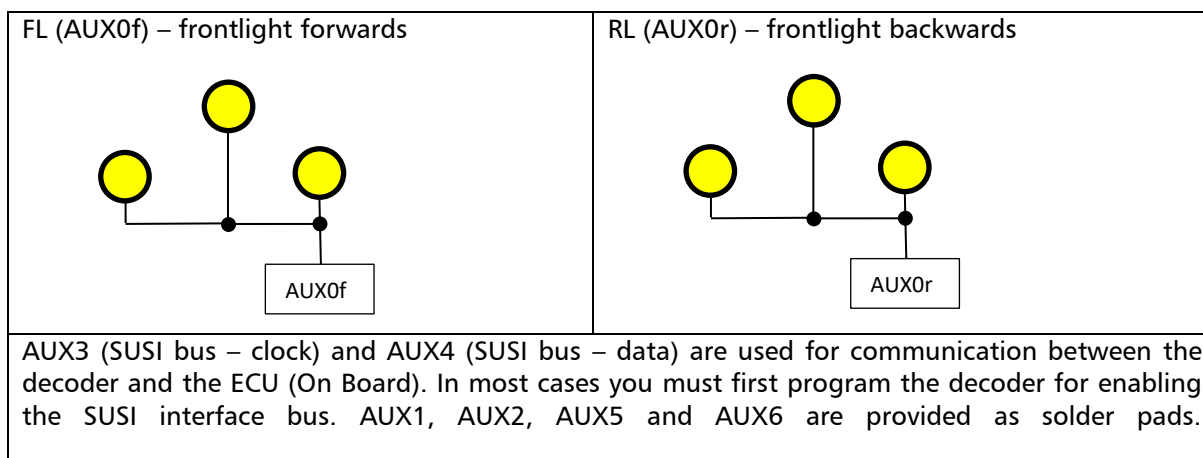 FL (AUX0f) – frontlight forwards
RL (AUX0r) – frontlight backwards
AUX0f
AUX0r
AUX3 (SUSI bus – clock) and AUX4 (SUSI bus – data) are used for communication between the
decoder and the ECU (On Board). In most cases you must first program the decoder for enabling
the SUSI interface bus. AUX1, AUX2, AUX5 and AUX6 are provided as solder pads.